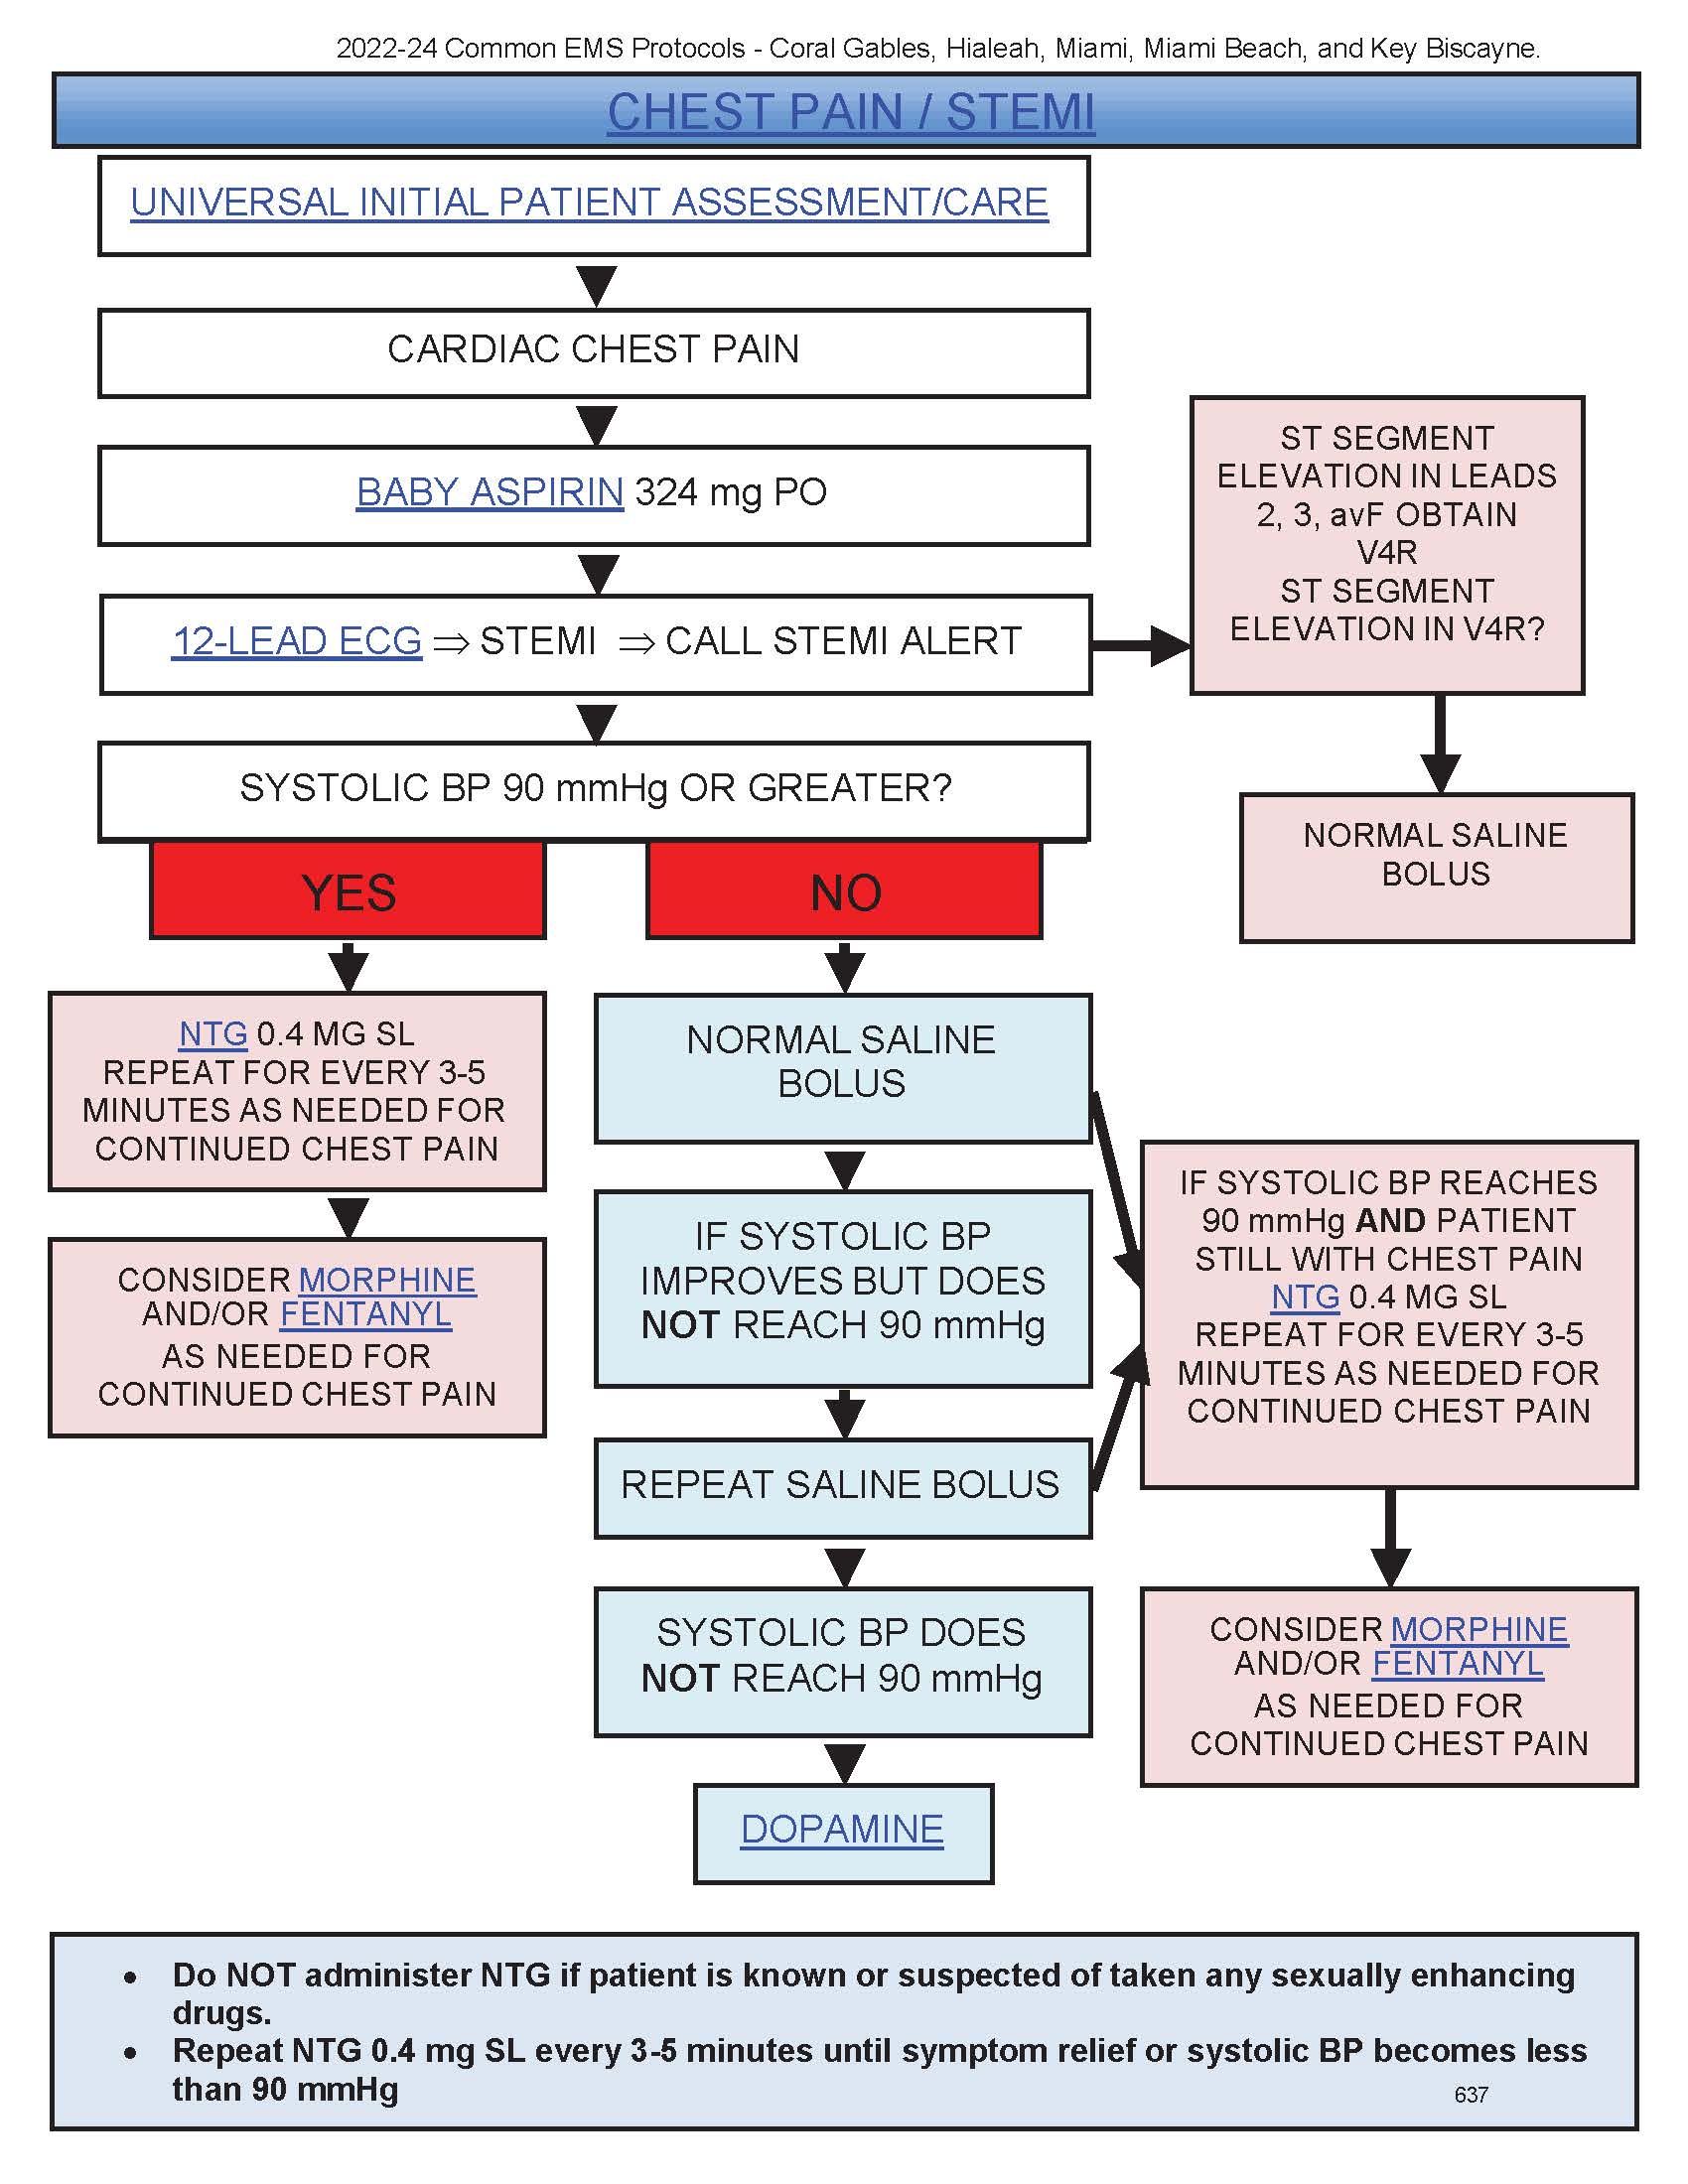 2022-24 Common EMS Protocols - Coral Gables, Hialeah, Miami, Miami Beach, and Key Biscayne.
CHEST PAIN / STEMI
UNIVERSAL INITIAL PATIENT ASSESSMENT/CARE
CARDIAC CHEST PAIN
BABY ASPIRIN 324 mg PO
12-LEAD ECG ⇒ STEMI ⇒ CALL STEMI ALERT
ST SEGMENT
ELEVATION IN LEADS
2, 3, avF OBTAIN
V4R
ST SEGMENT
ELEVATION IN V4R?
NORMAL SALINE
BOLUS
SYSTOLIC BP 90 mmHg OR GREATER?
YES
NTG 0.4 MG SL
REPEAT FOR EVERY 3-5
MINUTES AS NEEDED FOR
CONTINUED CHEST PAIN
CONSIDER MORPHINE
AND/OR FENTANYL
AS NEEDED FOR
CONTINUED CHEST PAIN
NO
NORMAL SALINE
BOLUS
IF SYSTOLIC BP
IMPROVES BUT DOES
NOT REACH 90 mmHg
REPEAT SALINE BOLUS
SYSTOLIC BP DOES
NOT REACH 90 mmHg
DOPAMINE
IF SYSTOLIC BP REACHES
90 mmHg AND PATIENT
STILL WITH CHEST PAIN
NTG 0.4 MG SL
REPEAT FOR EVERY 3-5
MINUTES AS NEEDED FOR
CONTINUED CHEST PAIN
CONSIDER MORPHINE
AND/OR FENTANYL
AS NEEDED FOR
CONTINUED CHEST PAIN
• Do NOT administer NTG if patient is known or suspected of taken any sexually enhancing
drugs.
• Repeat NTG 0.4 mg SL every 3-5 minutes until symptom relief or systolic BP becomes less
than 90 mmHg
637